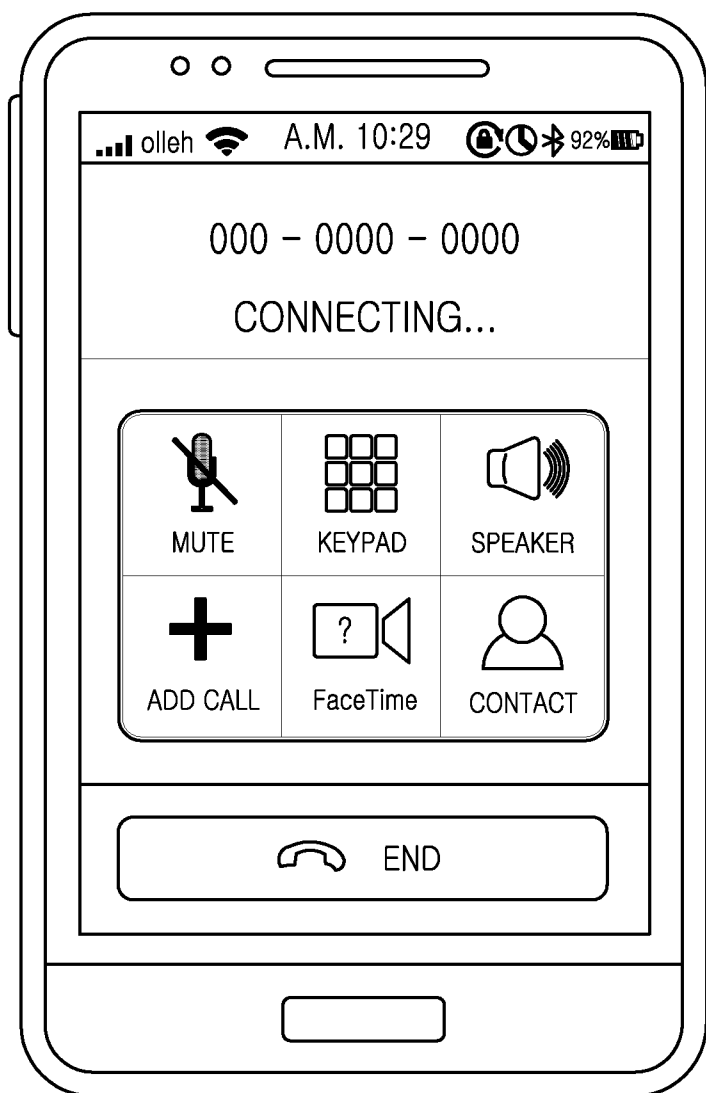 olleh A.M. 10:29 92%
000 - 0000 - 0000
CONNECTING...
MUTE KEYPAD SPEAKER
?
ADD CALL FaceTime CONTACT
END